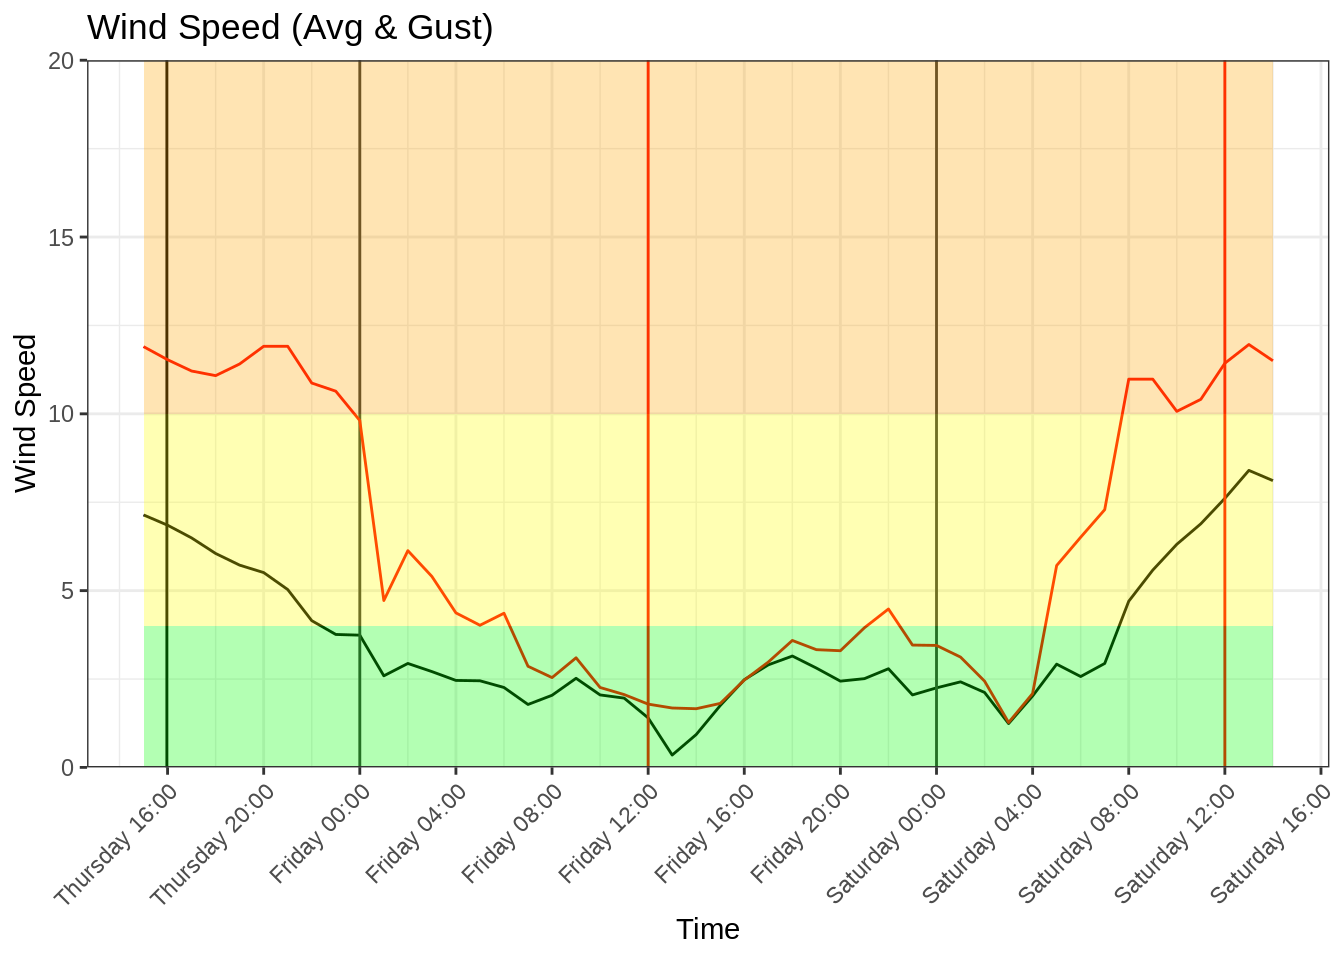 Wind Speed (Avg & Gust)
20
15
10
5
0
Wind Speed
Thursday 16:00
Thursday 20:00
Friday 00:00
Friday 04:00
Friday 08:00
Friday 12:00
Friday 16:00
Friday 20:00
Saturday 00:00
Saturday 04:00
Saturday 08:00
Saturday 12:00
Saturday 16:00
Time